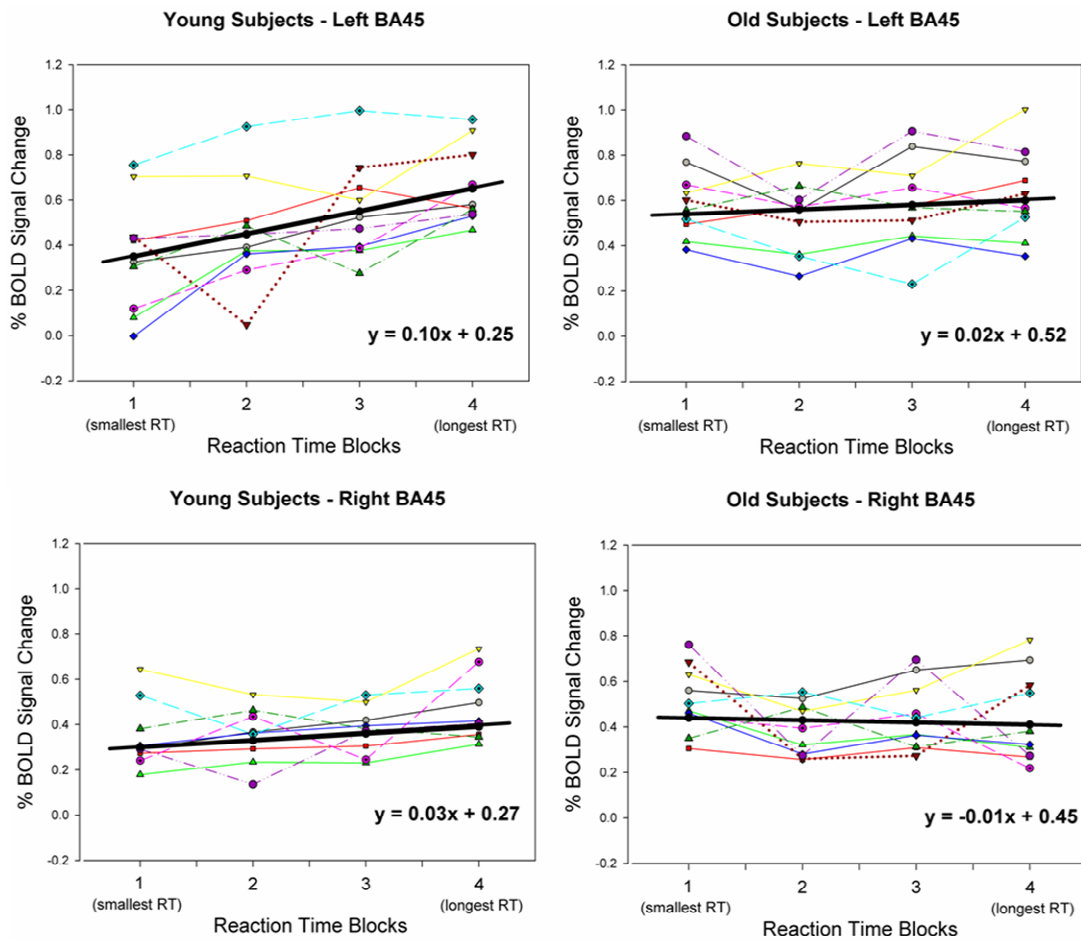 Young Subjects - Left BA45
% BOLD Signal Change
1.2
1.0
0.8
0.6
0.4
0.2
0.0
-0.2
y = 0.10x + 0.25
1 2 3 4
(smallest RT) (longest RT)
Reaction Time Blocks
Old Subjects - Left BA45
% BOLD Signal Change
1.2
1.0
0.8
0.6
0.4
0.2
0.0
-0.2
y = 0.02x + 0.52
1 2 3 4
(smallest RT) (longest RT)
Reaction Time Blocks
Young Subjects - Right BA45
% BOLD Signal Change
1.2
1.0
0.8
0.6
0.4
0.2
0.0
-0.2
y = 0.03x + 0.27
1 2 3 4
(smallest RT) (longest RT)
Reaction Time Blocks
Old Subjects - Right BA45
% BOLD Signal Change
1.2
1.0
0.8
0.6
0.4
0.2
0.0
-0.2
y = -0.01x + 0.45
1 2 3 4
(smallest RT) (longest RT)
Reaction Time Blocks